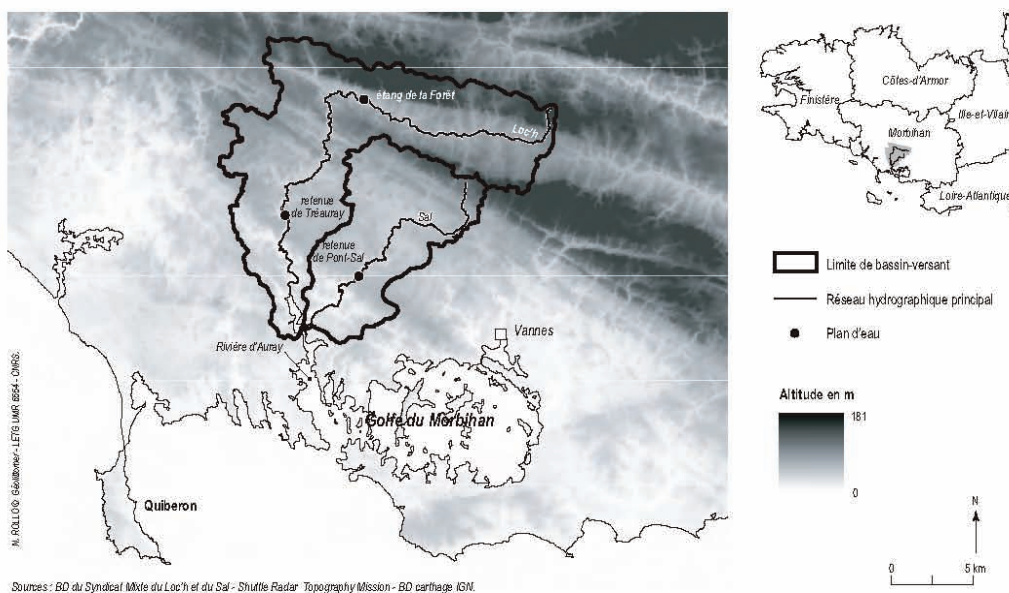 étang de la Forêt
Loc'h
retenue
de Tréauray
Sal
retenue
de Pont-Sal
Vannes
Rivière d'Auray
Golfe du Morbihan
Quiberon
N. ROLLO © Géolittomer - LETG UMR 6554 - CNRS.
Sources : BD du Syndicat Mixte du Loc'h et du Sal - Shuttle Radar Topography Mission - BD carthage IGN.
Côtes-d'Armor
Finistère
Ille-et-Vilain
Morbihan
Loire-Atlantique
Limite de bassin-versant
Réseau hydrographique principal
Plan d'eau
Altitude en m
181
0
N
0 5 km